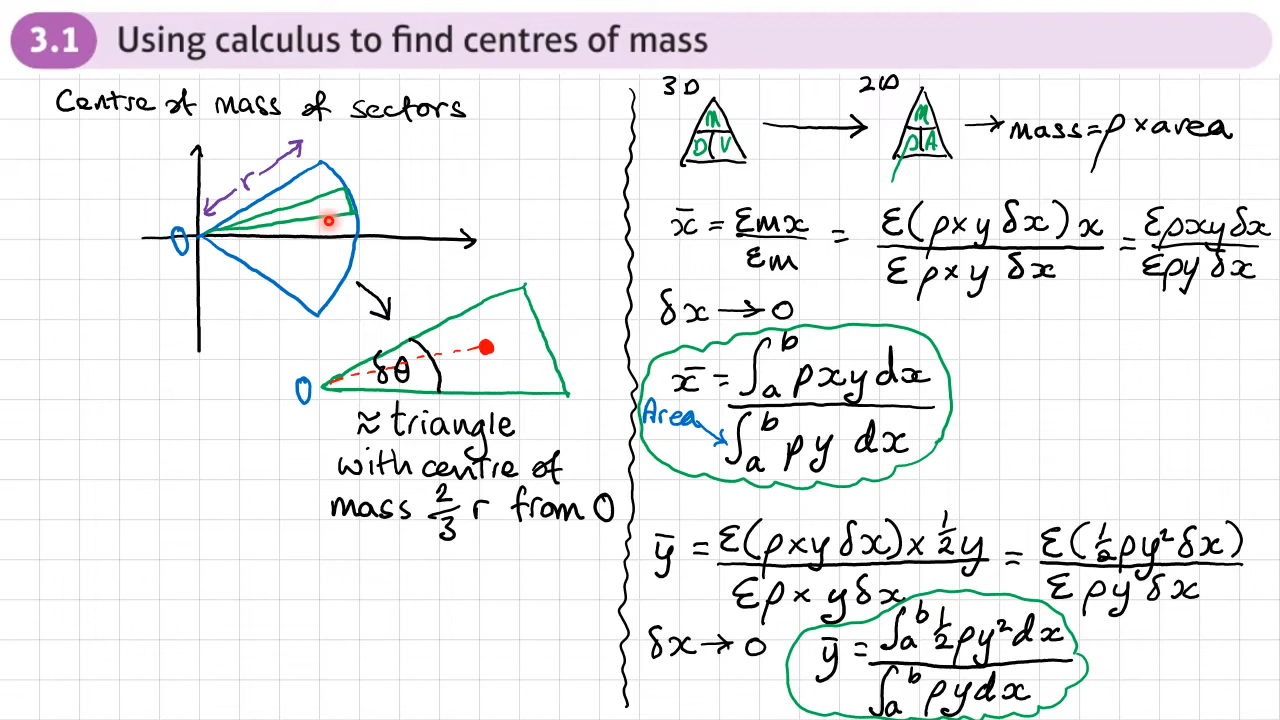 3.1 Using calculus to find centres of mass
Centre of mass of sectors
r
O
δθ
O
≈ triangle
with centre of
mass 2/3 r from O
3D
M
D V
2D
M
ρ A
→ mass = ρ × area
x̄ = Σmx / Σm = Σ(ρ × y δx) x / Σ ρ × y δx = Σρxyδx / Σρy δx
δx → 0
x̄ = ∫ₐᵇ ρxy dx / ∫ₐᵇ ρy dx
Area
ȳ = Σ(ρ × y δx) × ½y / Σρ × yδx = Σ(½ρy²δx) / Σρyδx
δx → 0
ȳ = ∫ₐᵇ ½ρy² dx / ∫ₐᵇ ρy dx